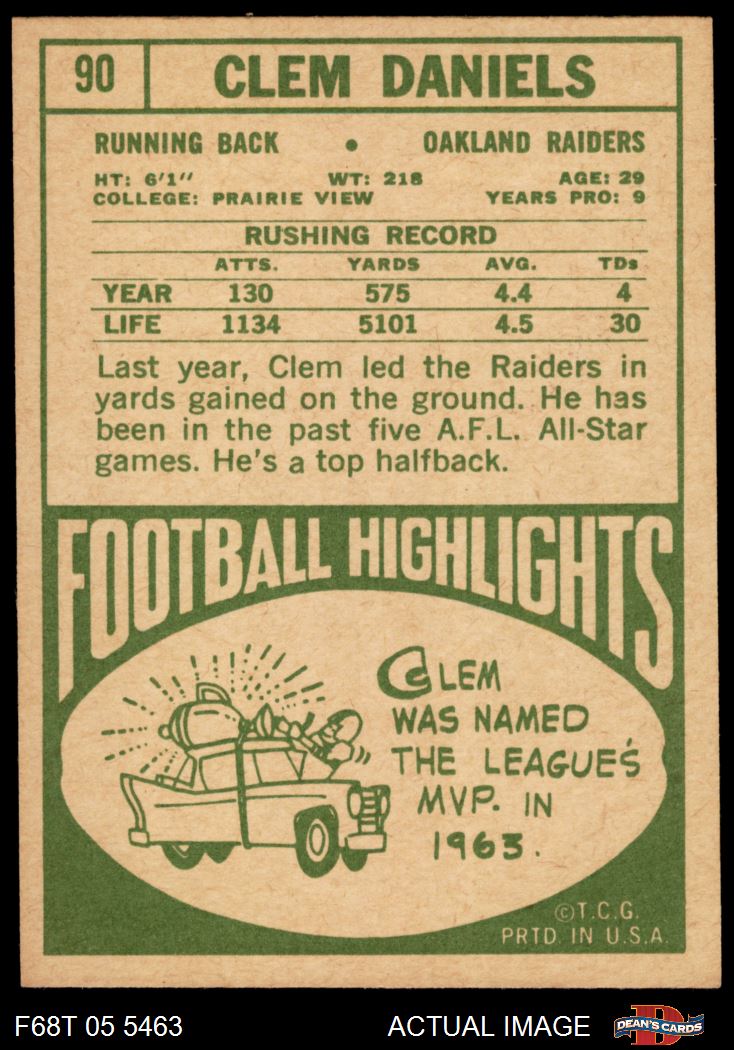 90 CLEM DANIELS
RUNNING BACK • OAKLAND RAIDERS
HT: 6'1" WT: 218 AGE: 29
COLLEGE: PRAIRIE VIEW YEARS PRO: 9
RUSHING RECORD
ATTS. YARDS AVG. TDs
YEAR 130 575 4.4 4
LIFE 1134 5101 4.5 30
Last year, Clem led the Raiders in
yards gained on the ground. He has
been in the past five A.F.L. All-Star
games. He's a top halfback.
FOOTBALL HIGHLIGHTS
CLEM
WAS NAMED
THE LEAGUE'S
MVP. IN
1963.
©T.C.G.
PRTD. IN U.S.A.
F68T 05 5463 ACTUAL IMAGE D DEAN'S CARDS